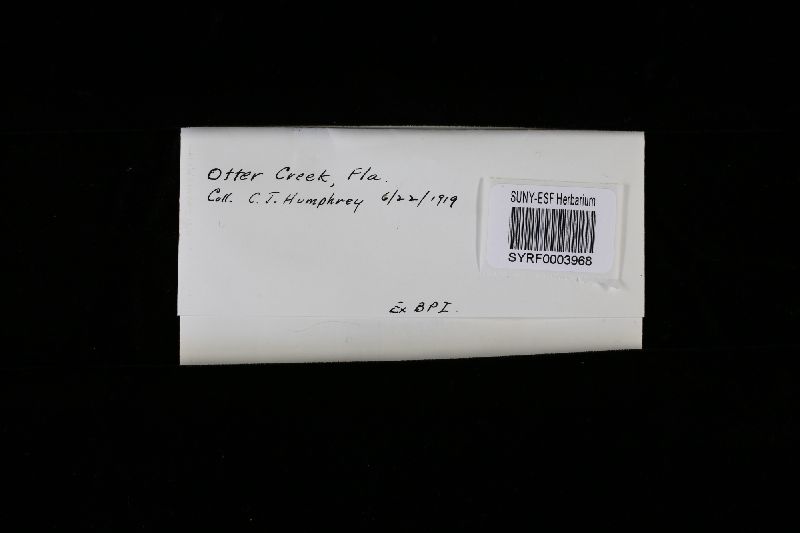 Otter Creek, Fla.
Coll. C. J. Humphrey 6/22/1919
SUNY-ESF Herbarium
SYRF0003968
Ex BPI.